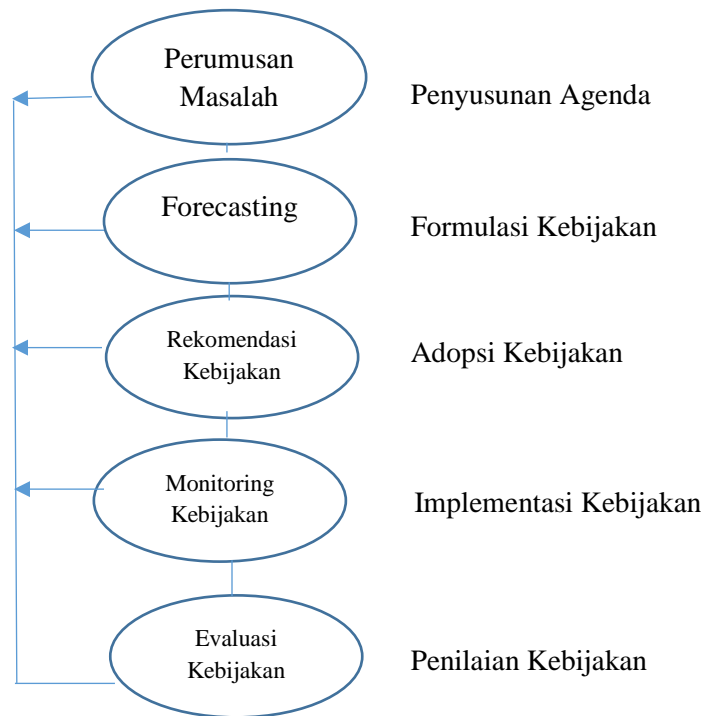 Perumusan
Masalah
Penyusunan Agenda
Forecasting
Formulasi Kebijakan
Rekomendasi
Kebijakan
Adopsi Kebijakan
Monitoring
Kebijakan
Implementasi Kebijakan
Evaluasi
Kebijakan
Penilaian Kebijakan